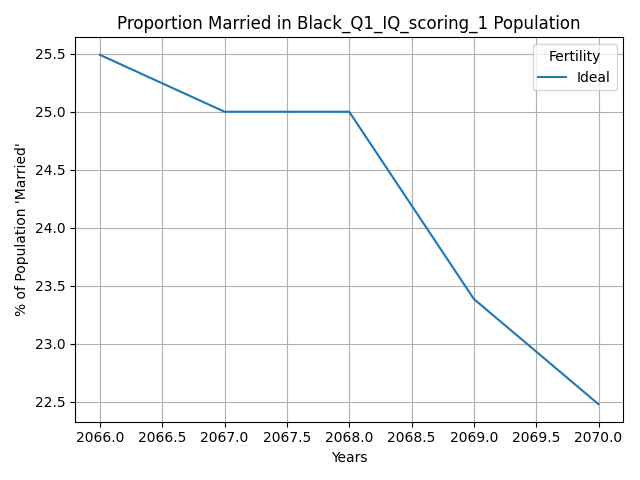 Proportion Married in Black_Q1_IQ_scoring_1 Population
Fertility
Ideal
% of Population 'Married'
25.5
25.0
24.5
24.0
23.5
23.0
22.5
2066.0 2066.5 2067.0 2067.5 2068.0 2068.5 2069.0 2069.5 2070.0
Years